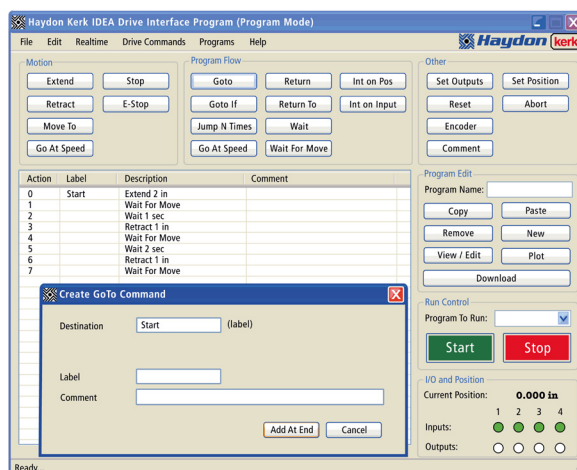 Haydon Kerk IDEA Drive Interface Program (Program Mode)
File Edit Realtime Drive Commands Programs Help
Haydon kerk
Motion
Extend Stop
Retract E-Stop
Move To
Go At Speed
Program Flow
Goto Return Int on Pos
Goto If Return To Int on Input
Jump N Times Wait
Go At Speed Wait For Move
Other
Set Outputs Set Position
Reset Abort
Encoder
Comment
Action Label Description Comment
0 Start Extend 2 in
1 Wait For Move
2 Wait 1 sec
3 Retract 1 in
4 Wait For Move
5 Wait 2 sec
6 Retract 1 in
7 Wait For Move
Program Edit
Program Name:
Copy Paste
Remove New
View / Edit Plot
Download
Run Control
Program To Run:
Start Stop
I/O and Position
Current Position: 0.000 in
1 2 3 4
Inputs:
Outputs:
Create GoTo Command
Destination Start (label)
Label
Comment
Add At End Cancel
Ready...